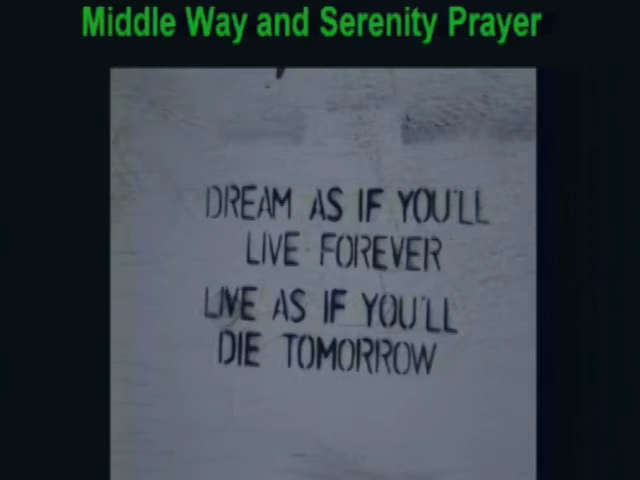 Middle Way and Serenity Prayer
DREAM AS IF YOU'LL
LIVE FOREVER
LIVE AS IF YOU'LL
DIE TOMORROW